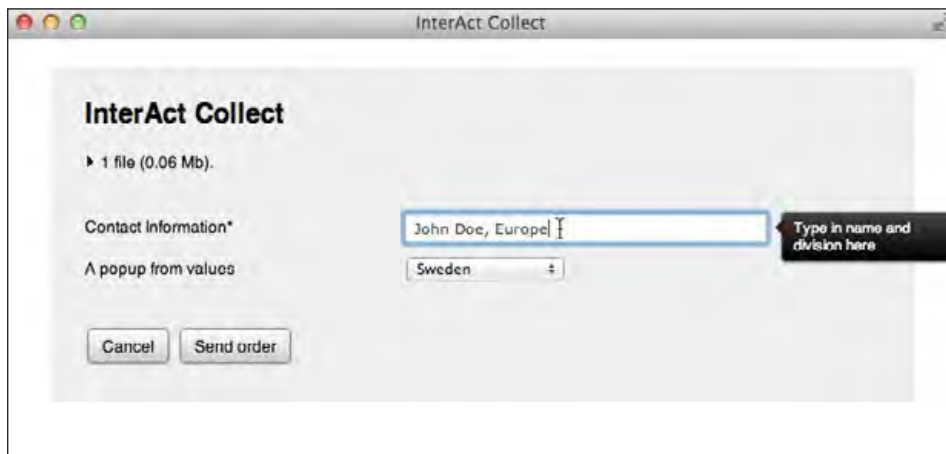 InterAct Collect
InterAct Collect
1 file (0.06 Mb).
Contact Information*
John Doe, Europe
Type in name and
division here
A popup from values
Sweden
Cancel
Send order